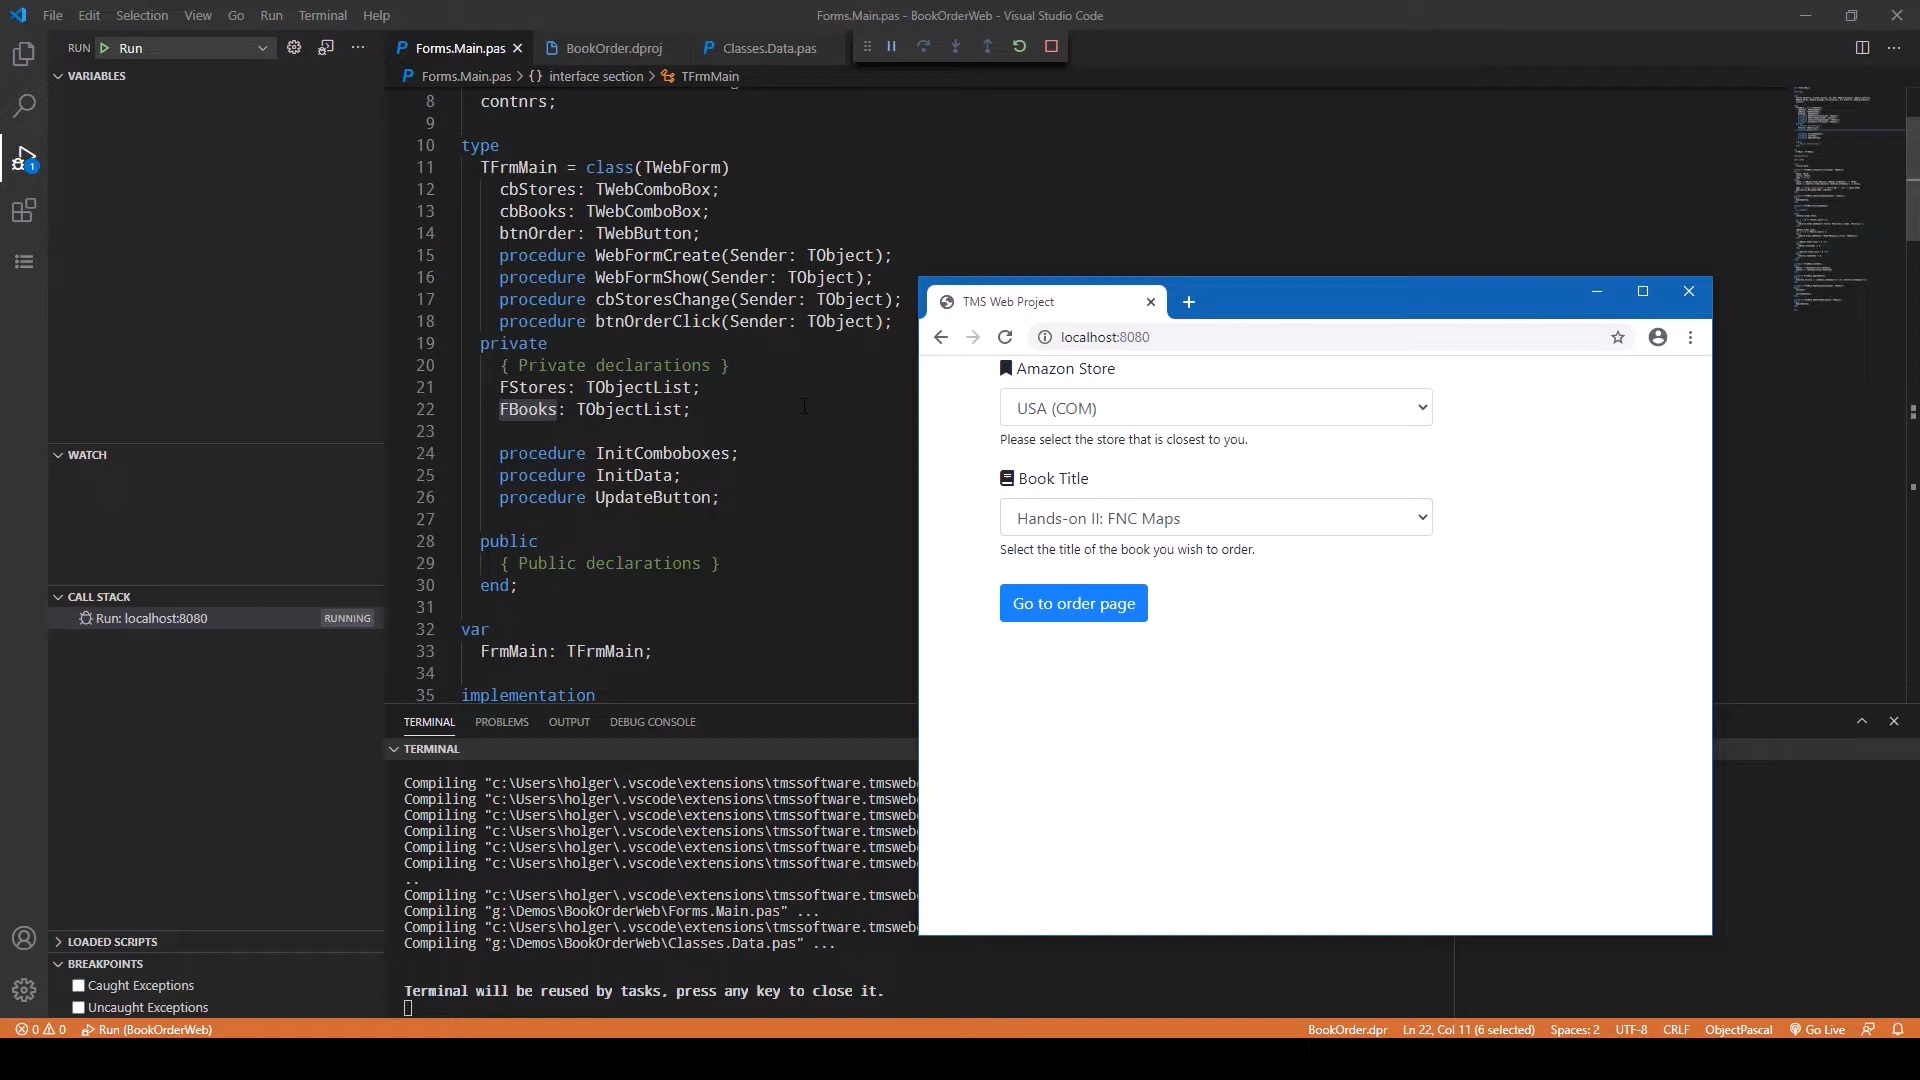 File Edit Selection View Go Run Terminal Help
Forms.Main.pas - BookOrderWeb - Visual Studio Code
RUN Run
Forms.Main.pas
BookOrder.dproj
Classes.Data.pas
VARIABLES
Forms.Main.pas > {} interface section > TFrmMain
8 contnrs;
9
10 type
11 TFrmMain = class(TWebForm)
12 cbStores: TWebComboBox;
13 cbBooks: TWebComboBox;
14 btnOrder: TWebButton;
15 procedure WebFormCreate(Sender: TObject);
16 procedure WebFormShow(Sender: TObject);
17 procedure cbStoresChange(Sender: TObject);
18 procedure btnOrderClick(Sender: TObject);
19 private
20 { Private declarations }
21 FStores: TObjectList;
22 FBooks: TObjectList;
23
24 procedure InitComboboxes;
25 procedure InitData;
26 procedure UpdateButton;
27
28 public
29 { Public declarations }
30 end;
31
32 var
33 FrmMain: TFrmMain;
34
35 implementation
WATCH
CALL STACK
Run: localhost:8080 RUNNING
1
LOADED SCRIPTS
BREAKPOINTS
Caught Exceptions
Uncaught Exceptions
TMS Web Project
localhost:8080
Amazon Store
USA (COM)
Please select the store that is closest to you.
Book Title
Hands-on II: FNC Maps
Select the title of the book you wish to order.
Go to order page
TERMINAL PROBLEMS OUTPUT DEBUG CONSOLE
TERMINAL
Compiling "c:\Users\holger\.vscode\extensions\tmssoftware.tmswebc
Compiling "c:\Users\holger\.vscode\extensions\tmssoftware.tmswebc
Compiling "c:\Users\holger\.vscode\extensions\tmssoftware.tmswebc
Compiling "c:\Users\holger\.vscode\extensions\tmssoftware.tmswebc
Compiling "c:\Users\holger\.vscode\extensions\tmssoftware.tmswebc
Compiling "c:\Users\holger\.vscode\extensions\tmssoftware.tmswebc
..
Compiling "c:\Users\holger\.vscode\extensions\tmssoftware.tmswebc
Compiling "g:\Demos\BookOrderWeb\Forms.Main.pas" ...
Compiling "c:\Users\holger\.vscode\extensions\tmssoftware.tmswebc
Compiling "g:\Demos\BookOrderWeb\Classes.Data.pas" ...
Terminal will be reused by tasks, press any key to close it.
0 0 Run (BookOrderWeb)
BookOrder.dpr Ln 22, Col 11 (6 selected) Spaces: 2 UTF-8 CRLF ObjectPascal Go Live